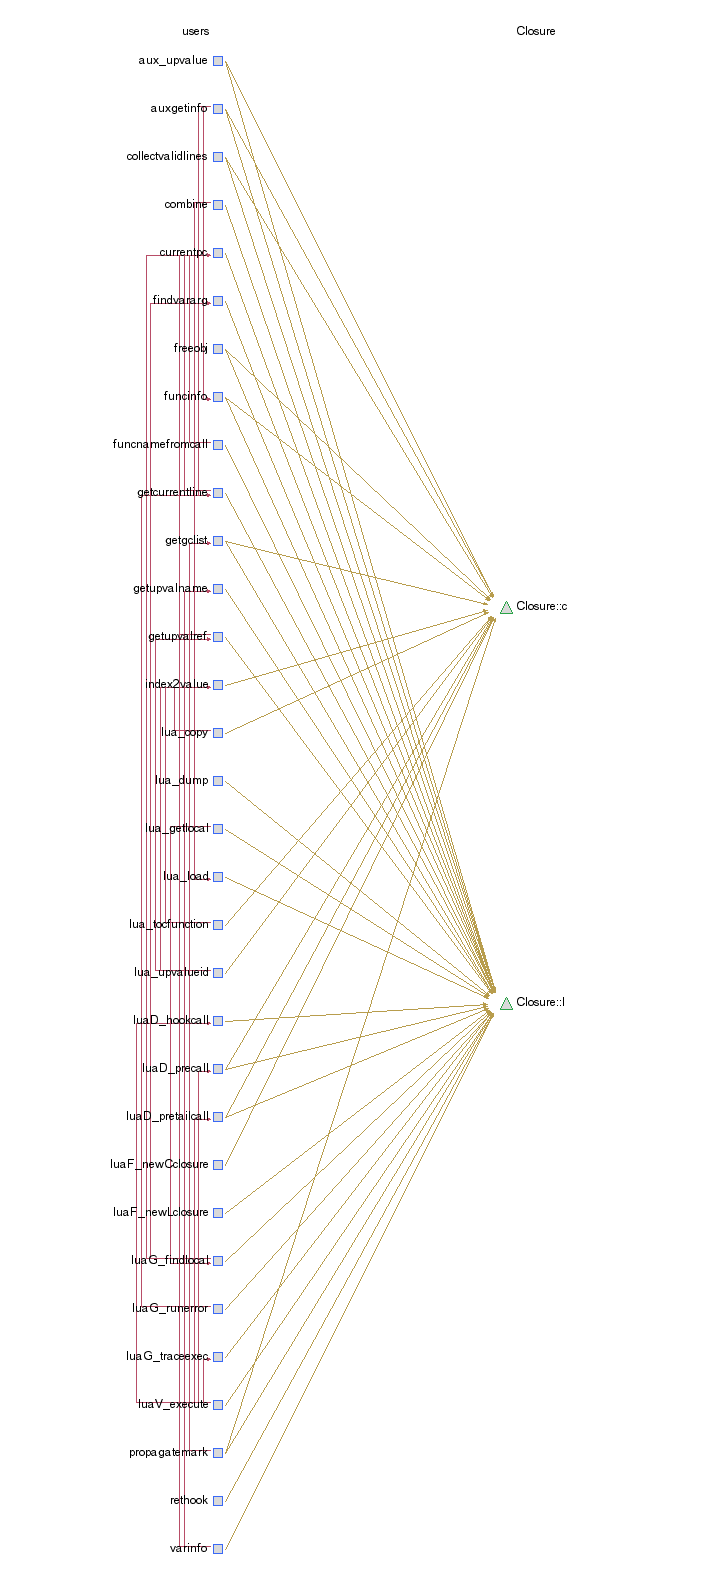 users
Closure
aux_upvalue
auxgetinfo
collectvalidlines
combine
currentpc
findvararg
freeobj
funcinfo
funcnamefromcall
getcurrentline
getgclist
getupvalname
getupvalref
index2value
lua_copy
lua_dump
lua_getlocal
lua_load
lua_tocfunction
lua_upvalueid
luaD_hookcall
luaD_precall
luaD_pretailcall
luaF_newCclosure
luaF_newLclosure
luaG_findlocal
luaG_runerror
luaG_traceexec
luaV_execute
propagatemark
rethook
varinfo
Closure::c
Closure::l